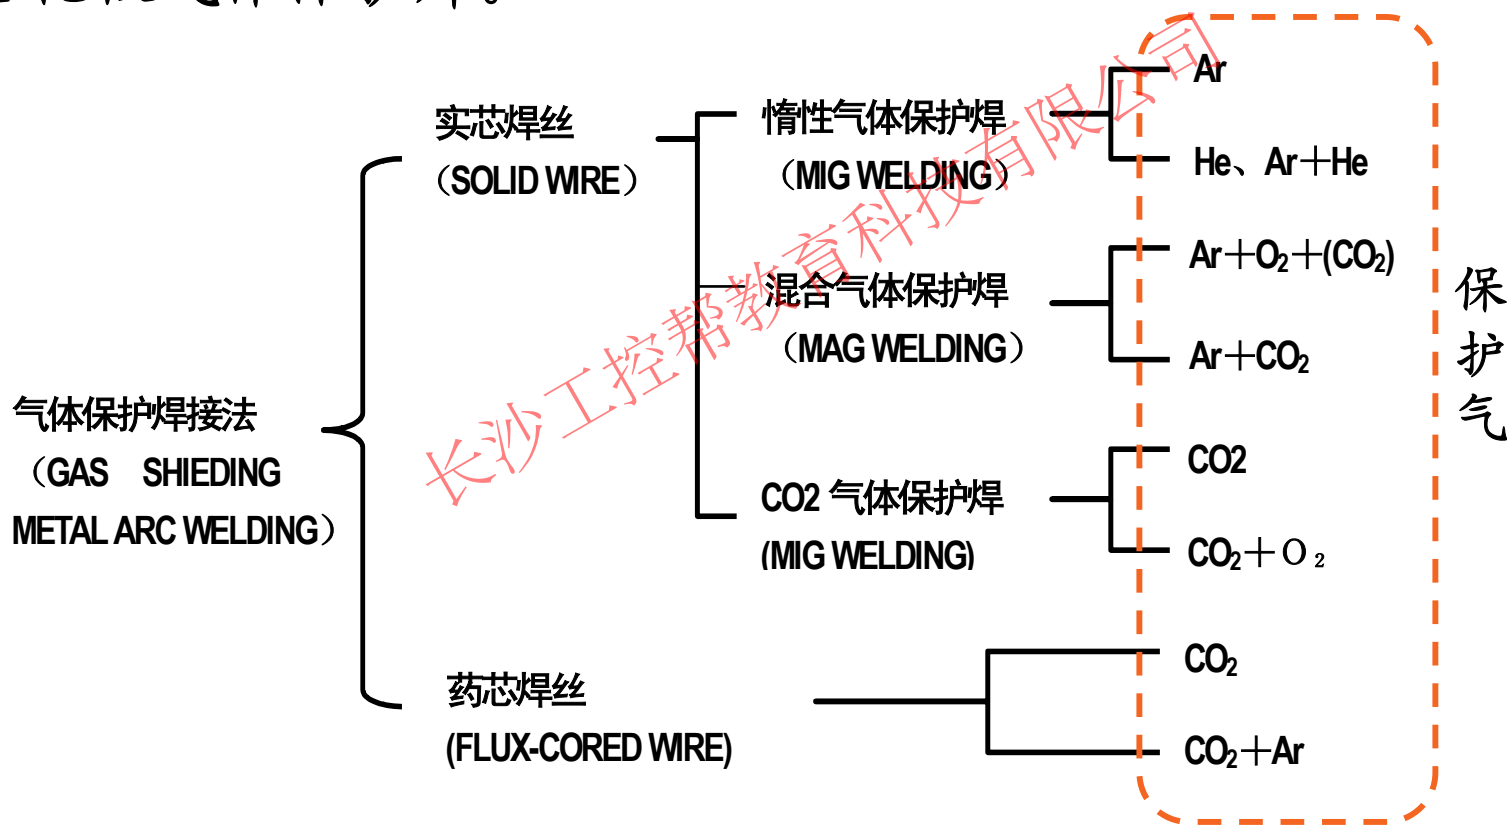 气体保护焊接法
（GAS SHIEDING
METAL ARC WELDING）
实芯焊丝
（SOLID WIRE）
惰性气体保护焊
（MIG WELDING）
Ar
He、Ar＋He
混合气体保护焊
（MAG WELDING）
Ar＋O₂＋(CO₂)
Ar＋CO₂
CO2 气体保护焊
(MIG WELDING)
CO2
CO₂＋O₂
药芯焊丝
(FLUX-CORED WIRE)
CO₂
CO₂＋Ar
保护气
长沙工控帮教育科技有限公司